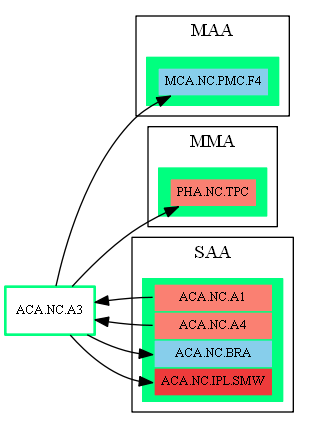 MAA
MCA.NC.PMC.F4
MMA
PHA.NC.TPC
SAA
ACA.NC.A1
ACA.NC.A3
ACA.NC.A4
ACA.NC.BRA
ACA.NC.IPL.SMW